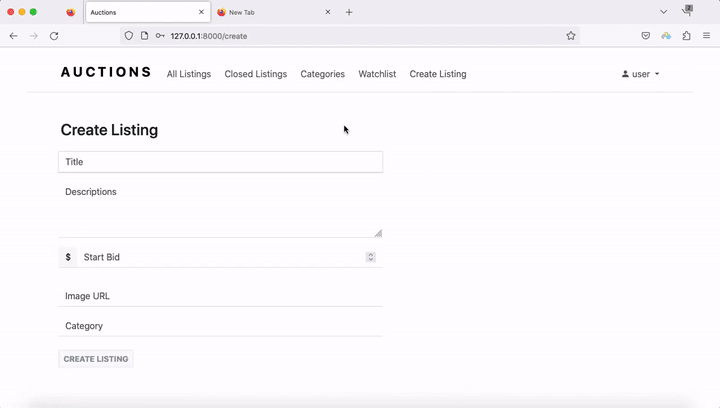 Auctions
New Tab
2
127.0.0.1:8000/create
AUCTIONS All Listings Closed Listings Categories Watchlist Create Listing user
Create Listing
Title
Descriptions
$ Start Bid
Image URL
Category
CREATE LISTING